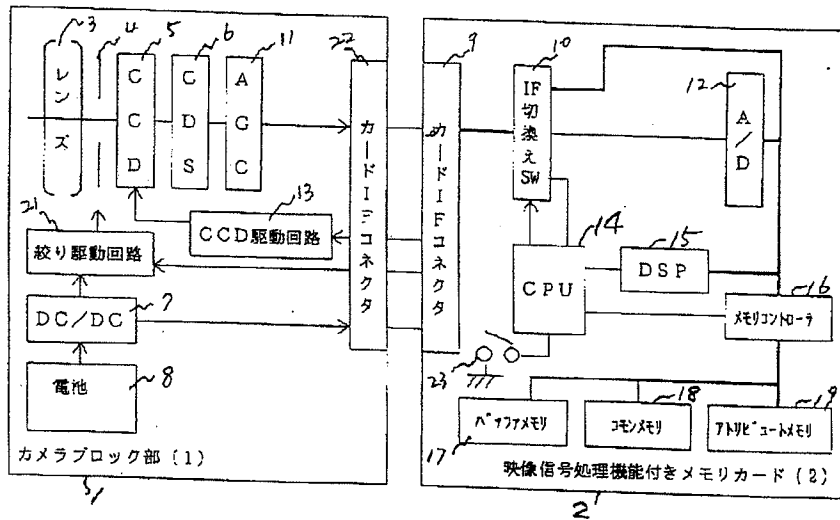 3
4
5
6
11
22
9
10
12
レンズ
CCD
CDS
AGC
カードIFコネクタ
カードIFコネクタ
IF切換えSW
A/D
13
14
15
16
21
CCD駆動回路
絞り駆動回路
CPU
DSP
メモリコントローラ
7
DC/DC
8
電池
23
17
18
19
バッファメモリ
コモンメモリ
アトリビュートメモリ
カメラブロック部(1)
映像信号処理機能付きメモリカード(2)
1
2